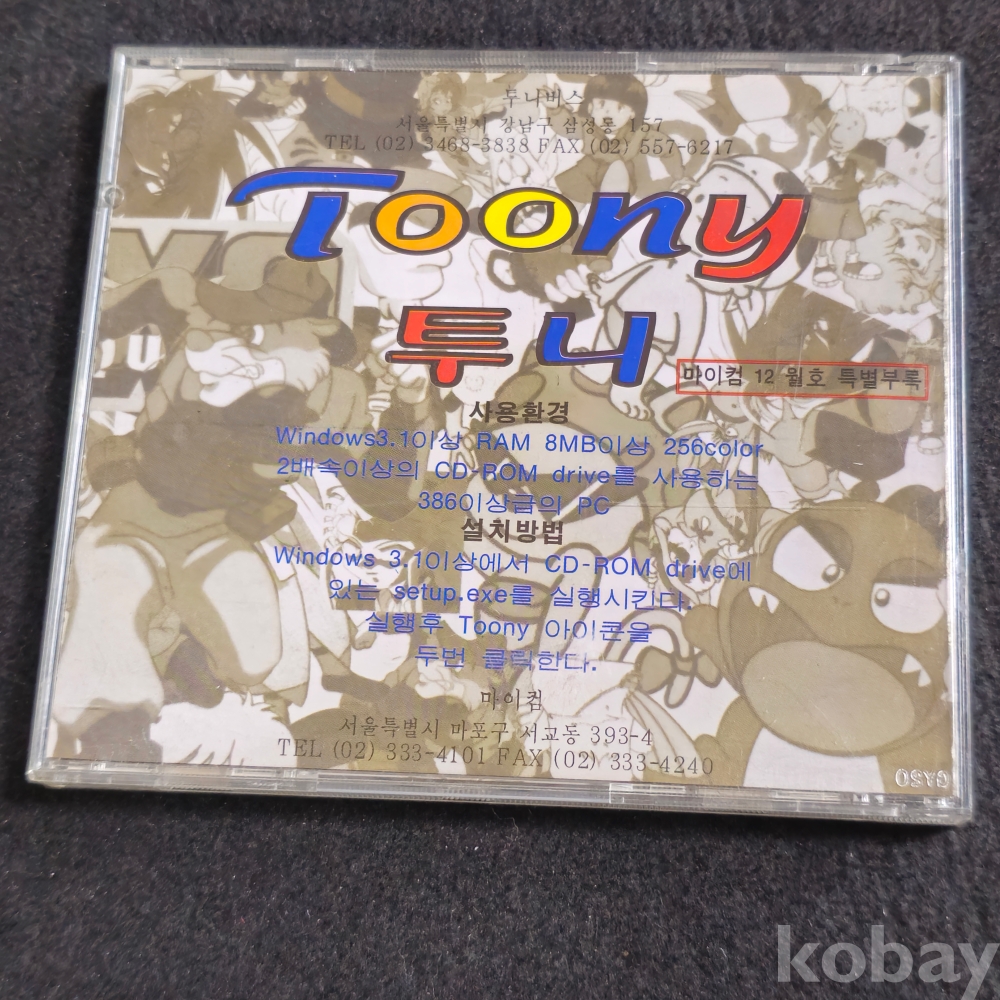 투니버스
서울특별시 강남구 삼성동 157
TEL (02) 3468-3838 FAX (02) 557-6217
Toony
투니
마이컴 12 월호 특별부록
사용환경
Windows3.1이상 RAM 8MB이상 256color
2배속이상의 CD-ROM drive를 사용하는
386이상급의 PC
설치방법
Windows 3.1이상에서 CD-ROM drive에
있는 setup.exe를 실행시킨다.
실행후 Toony 아이콘을
두번 클릭한다.
마이컴
서울특별시 마포구 서교동 393-4
TEL (02) 333-4101 FAX (02) 333-4240
kobay